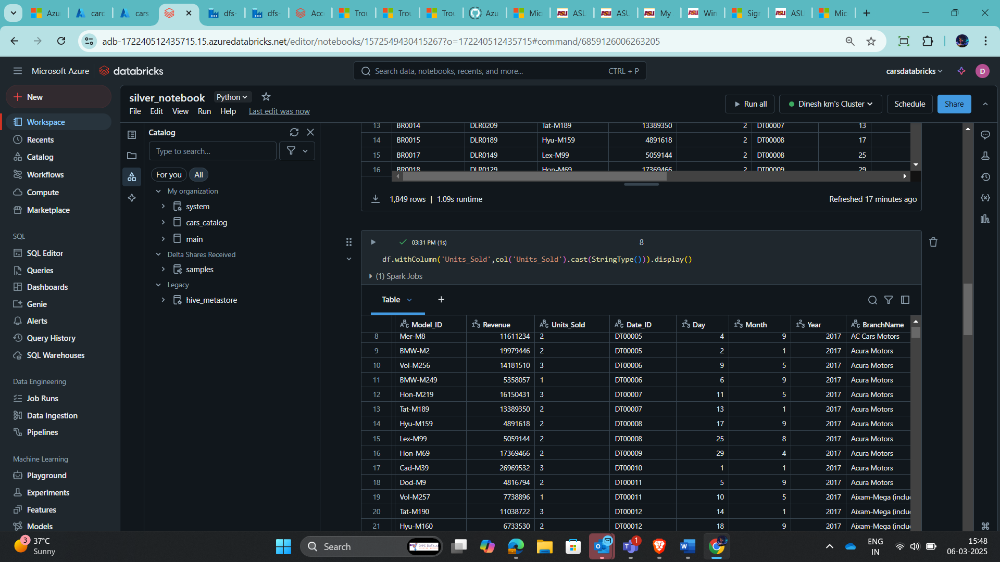 Azu
card
cars
dfs-
dfs-
Acc
Trou
Trou
Trou
Azu
Mic
ASU
ASU
ASU
ASU
ASU My
ASU Win
Sign
ASU ASU
Mic
adb-172240512435715.15.azuredatabricks.net/editor/notebooks/1572549430415267?o=172240512435715#command/6859126006263205
Microsoft Azure databricks
Search data, notebooks, recents, and more... CTRL + P
carsdatabricks
D
New
Workspace
Recents
Catalog
Workflows
Compute
Marketplace
SQL
SQL Editor
Queries
Dashboards
Genie
Alerts
Query History
SQL Warehouses
Data Engineering
Job Runs
Data Ingestion
Pipelines
Machine Learning
Playground
Experiments
Features
Models
silver_notebook Python
File Edit View Run Help Last edit was now
Run all Dinesh km's Cluster Schedule Share
Catalog
Type to search...
For you All
My organization
system
cars_catalog
main
Delta Shares Received
samples
Legacy
hive_metastore
13 BR0014 DLR0209 Tat-M189 13389350 2 DT00007 13
14 BR0015 DLR0189 Hyu-M159 4891618 2 DT00008 17
15 BR0017 DLR0149 Lex-M99 5059144 2 DT00008 25
16 BR0018 DLR0129 Hon-M69 17369466 2 DT00009 29
1,849 rows | 1.09s runtime Refreshed 17 minutes ago
03:31 PM (1s) 8
df.withColumn('Units_Sold',col('Units_Sold').cast(StringType())).display()
(1) Spark Jobs
Table +
Model_ID Revenue Units_Sold Date_ID Day Month Year BranchName
8 Mer-M8 11611234 2 DT00005 4 9 2017 AC Cars Motors
9 BMW-M2 19979446 2 DT00005 2 1 2017 Acura Motors
10 Vol-M256 14181510 3 DT00006 9 5 2017 Acura Motors
11 BMW-M249 5358057 1 DT00006 6 9 2017 Acura Motors
12 Hon-M219 16150431 3 DT00007 11 5 2017 Acura Motors
13 Tat-M189 13389350 2 DT00007 13 1 2017 Acura Motors
14 Hyu-M159 4891618 2 DT00008 17 9 2017 Acura Motors
15 Lex-M99 5059144 2 DT00008 25 8 2017 Acura Motors
16 Hon-M69 17369466 2 DT00009 29 4 2017 Acura Motors
17 Cad-M39 26969532 3 DT00010 1 1 2017 Acura Motors
18 Dod-M9 4816794 2 DT00011 5 9 2017 Acura Motors
19 Vol-M257 7738896 1 DT00011 10 5 2017 Aixam-Mega (inclu
20 Tat-M190 11038722 3 DT00012 14 1 2017 Aixam-Mega (inclu
21 Hyu-M160 6733530 2 DT00012 18 9 2017 Aixam-Mega (inclu
3
37°C
Sunny
Search
1
ENG
IN
15:48
06-03-2025